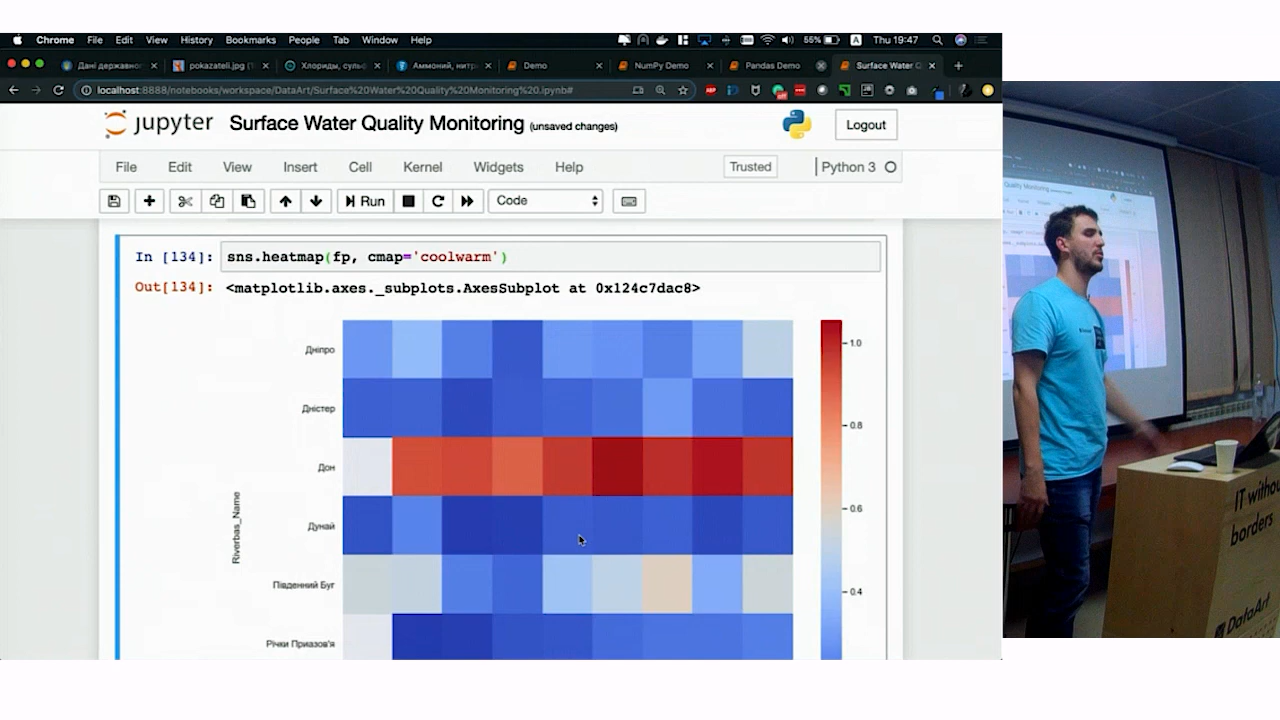 Chrome File Edit View History Bookmarks People Tab Window Help 55% A Thu 19:47
Дані державног pokazateli.jpg (1 Хлориды, сульф Аммоний, нитр Demo NumPy Demo Pandas Demo Surface Water Q
localhost:8888/notebooks/workspace/DataArt/Surface%20Water%20Quality%20Monitoring%20.ipynb#
jupyter Surface Water Quality Monitoring (unsaved changes) Logout
File Edit View Insert Cell Kernel Widgets Help Trusted Python 3
Run Code
In [134]: sns.heatmap(fp, cmap='coolwarm')
Out[134]: <matplotlib.axes._subplots.AxesSubplot at 0x124c7dac8>
Дніпро
Дністер
Дон
Дунай
Південний Буг
Річки Приазов'я
Riverbas_Name
1.0
0.8
0.6
0.4
IT without
borders
DataArt